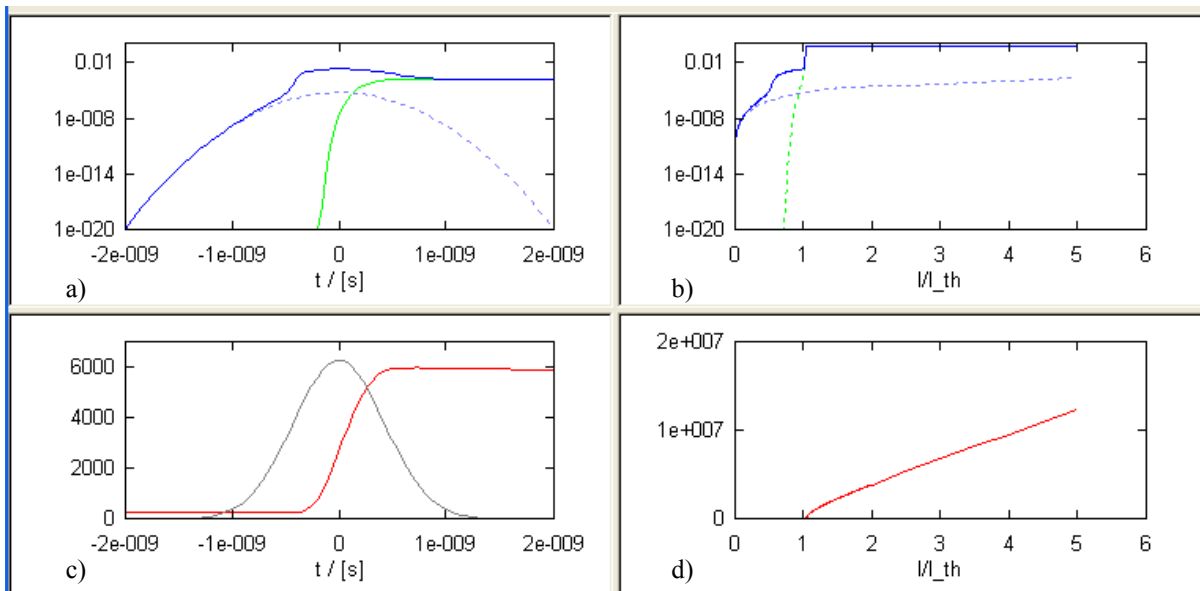 0.01
1e-008
1e-014
1e-020
-2e-009 -1e-009 0 1e-009 2e-009
t / [s]
a)
0.01
1e-008
1e-014
1e-020
0 1 2 3 4 5 6
I/I_th
b)
6000
4000
2000
0
-2e-009 -1e-009 0 1e-009 2e-009
t / [s]
c)
2e+007
1e+007
0
0 1 2 3 4 5 6
I/I_th
d)